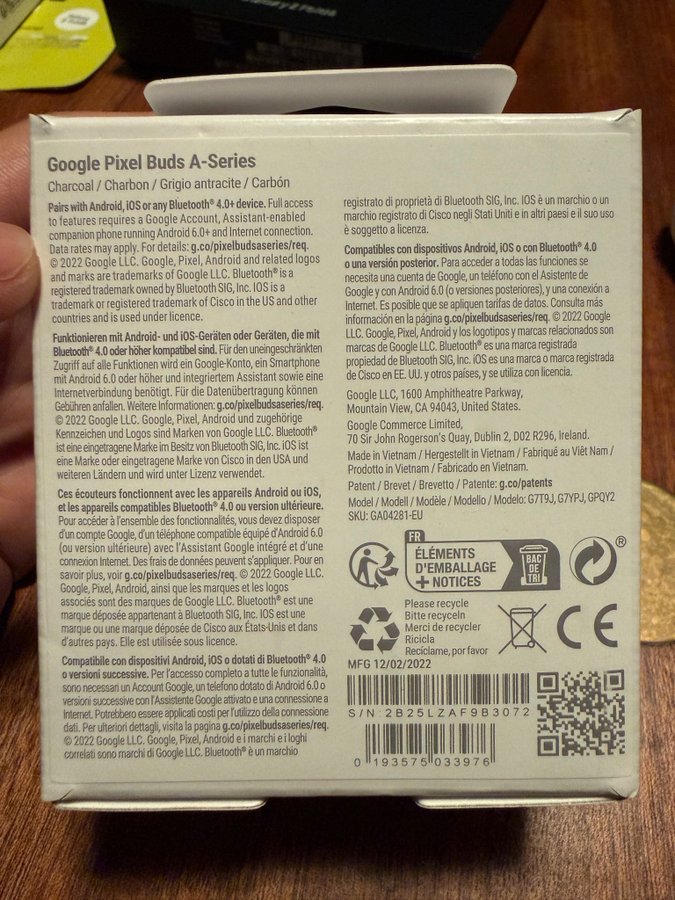 Google Pixel Buds A-Series
Charcoal / Charbon / Grigio antracite / Carbón
Pairs with Android, iOS or any Bluetooth® 4.0+ device. Full access
to features requires a Google Account, Assistant-enabled
companion phone running Android 6.0+ and Internet connection.
Data rates may apply. For details: g.co/pixelbudsaseries/req.
© 2022 Google LLC. Google, Pixel, Android and related logos
and marks are trademarks of Google LLC. Bluetooth® is a
registered trademark owned by Bluetooth SIG, Inc. IOS is a
trademark or registered trademark of Cisco in the US and other
countries and is used under licence.
Funktionieren mit Android- und iOS-Geräten oder Geräten, die mit
Bluetooth® 4.0 oder höher kompatibel sind. Für den uneingeschränkten
Zugriff auf alle Funktionen wird ein Google-Konto, ein Smartphone
mit Android 6.0 oder höher und integriertem Assistant sowie eine
Internetverbindung benötigt. Für die Datenübertragung können
Gebühren anfallen. Weitere Informationen: g.co/pixelbudsaseries/req.
© 2022 Google LLC. Google, Pixel, Android und zugehörige
Kennzeichen und Logos sind Marken von Google LLC. Bluetooth®
ist eine eingetragene Marke im Besitz von Bluetooth SIG, Inc. IOS ist
eine Marke oder eingetragene Marke von Cisco in den USA und
weiteren Ländern und wird unter Lizenz verwendet.
Ces écouteurs fonctionnent avec les appareils Android ou iOS,
et les appareils compatibles Bluetooth® 4.0 ou version ultérieure.
Pour accéder à l'ensemble des fonctionnalités, vous devez disposer
d'un compte Google, d'un téléphone compatible équipé d'Android 6.0
(ou version ultérieure) avec l'Assistant Google intégré et d'une
connexion Internet. Des frais de données peuvent s'appliquer. Pour en
savoir plus, voir g.co/pixelbudsaseries/req. © 2022 Google LLC.
Google, Pixel, Android, ainsi que les marques et les logos
associés sont des marques de Google LLC. Bluetooth® est une
marque déposée appartenant à Bluetooth SIG, Inc. IOS est une
marque ou une marque déposée de Cisco aux États-Unis et dans
d'autres pays. Elle est utilisée sous licence.
Compatibile con dispositivi Android, iOS o dotati di Bluetooth® 4.0
o versioni successive. Per l'accesso completo a tutte le funzionalità,
sono necessari un Account Google, un telefono dotato di Android 6.0 o
versioni successive con l'Assistente Google attivato e una connessione a
Internet. Potrebbero essere applicati costi per l'utilizzo della connessione
dati. Per ulteriori dettagli, visita la pagina g.co/pixelbudsaseries/req.
© 2022 Google LLC. Google, Pixel, Android e i marchi e i loghi
correlati sono marchi di Google LLC. Bluetooth® è un marchio
registrato di proprietà di Bluetooth SIG, Inc. IOS è un marchio o un
marchio registrato di Cisco negli Stati Uniti e in altri paesi e il suo uso
è soggetto a licenza.
Compatibles con dispositivos Android, iOS o con Bluetooth® 4.0
o una versión posterior. Para acceder a todas las funciones se
necesita una cuenta de Google, un teléfono con el Asistente de
Google y con Android 6.0 (o versiones posteriores), y una conexión a
Internet. Es posible que se apliquen tarifas de datos. Consulta más
información en la página g.co/pixelbudsaseries/req. © 2022 Google
LLC. Google, Pixel, Android y los logotipos y marcas relacionados son
marcas de Google LLC. Bluetooth® es una marca registrada
propiedad de Bluetooth SIG, Inc. iOS es una marca o marca registrada
de Cisco en EE. UU. y otros países, y se utiliza con licencia.
Google LLC, 1600 Amphitheatre Parkway,
Mountain View, CA 94043, United States.
Google Commerce Limited,
70 Sir John Rogerson's Quay, Dublin 2, D02 R296, Ireland.
Made in Vietnam / Hergestellt in Vietnam / Fabriqué au Viêt Nam /
Prodotto in Vietnam / Fabricado en Vietnam.
Patent / Brevet / Brevetto / Patente: g.co/patents
Model / Modell / Modèle / Modello / Modelo: G7T9J, G7YPJ, GPQY2
SKU: GA04281-EU
FR
ÉLÉMENTS
D'EMBALLAGE
+ NOTICES
BAC
DE
TRI
®
Please recycle
Bitte recyceln
Merci de recycler
Ricicla
Recíclame, por favor
CE
MFG 12/02/2022
S/N:2B25LZAF9B3072
0 193575 033976